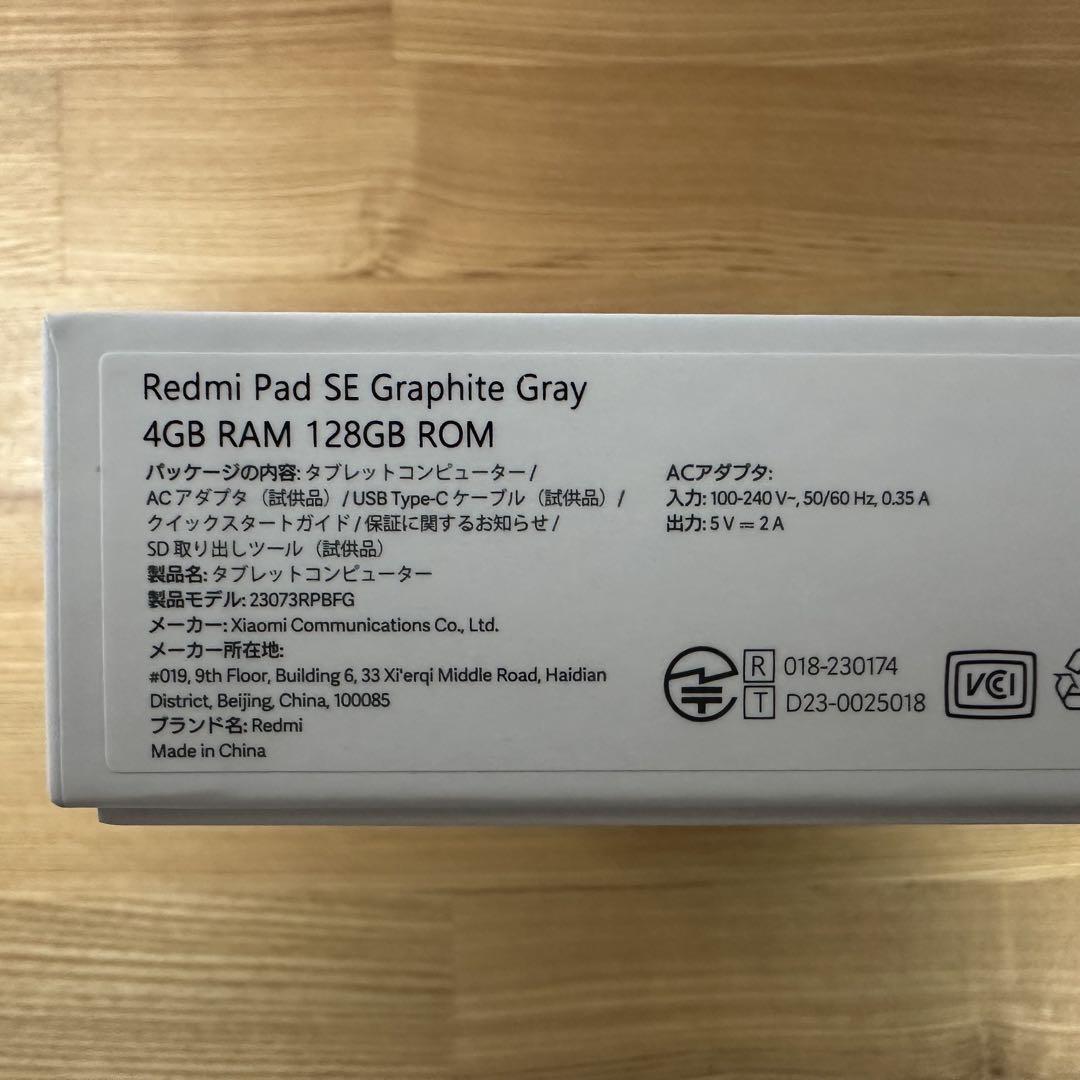 Redmi Pad SE Graphite Gray
4GB RAM 128GB ROM
パッケージの内容: タブレットコンピューター /
AC アダプタ（試供品）/ USB Type-C ケーブル（試供品）/
クイックスタートガイド / 保証に関するお知らせ /
SD 取り出しツール（試供品）
製品名: タブレットコンピューター
製品モデル: 23073RPBFG
メーカー: Xiaomi Communications Co., Ltd.
メーカー所在地:
#019, 9th Floor, Building 6, 33 Xi'erqi Middle Road, Haidian
District, Beijing, China, 100085
ブランド名: Redmi
Made in China
ACアダプタ:
入力: 100-240 V~, 50/60 Hz, 0.35 A
出力: 5 V ⎓ 2 A
R 018-230174
T D23-0025018
VCCI